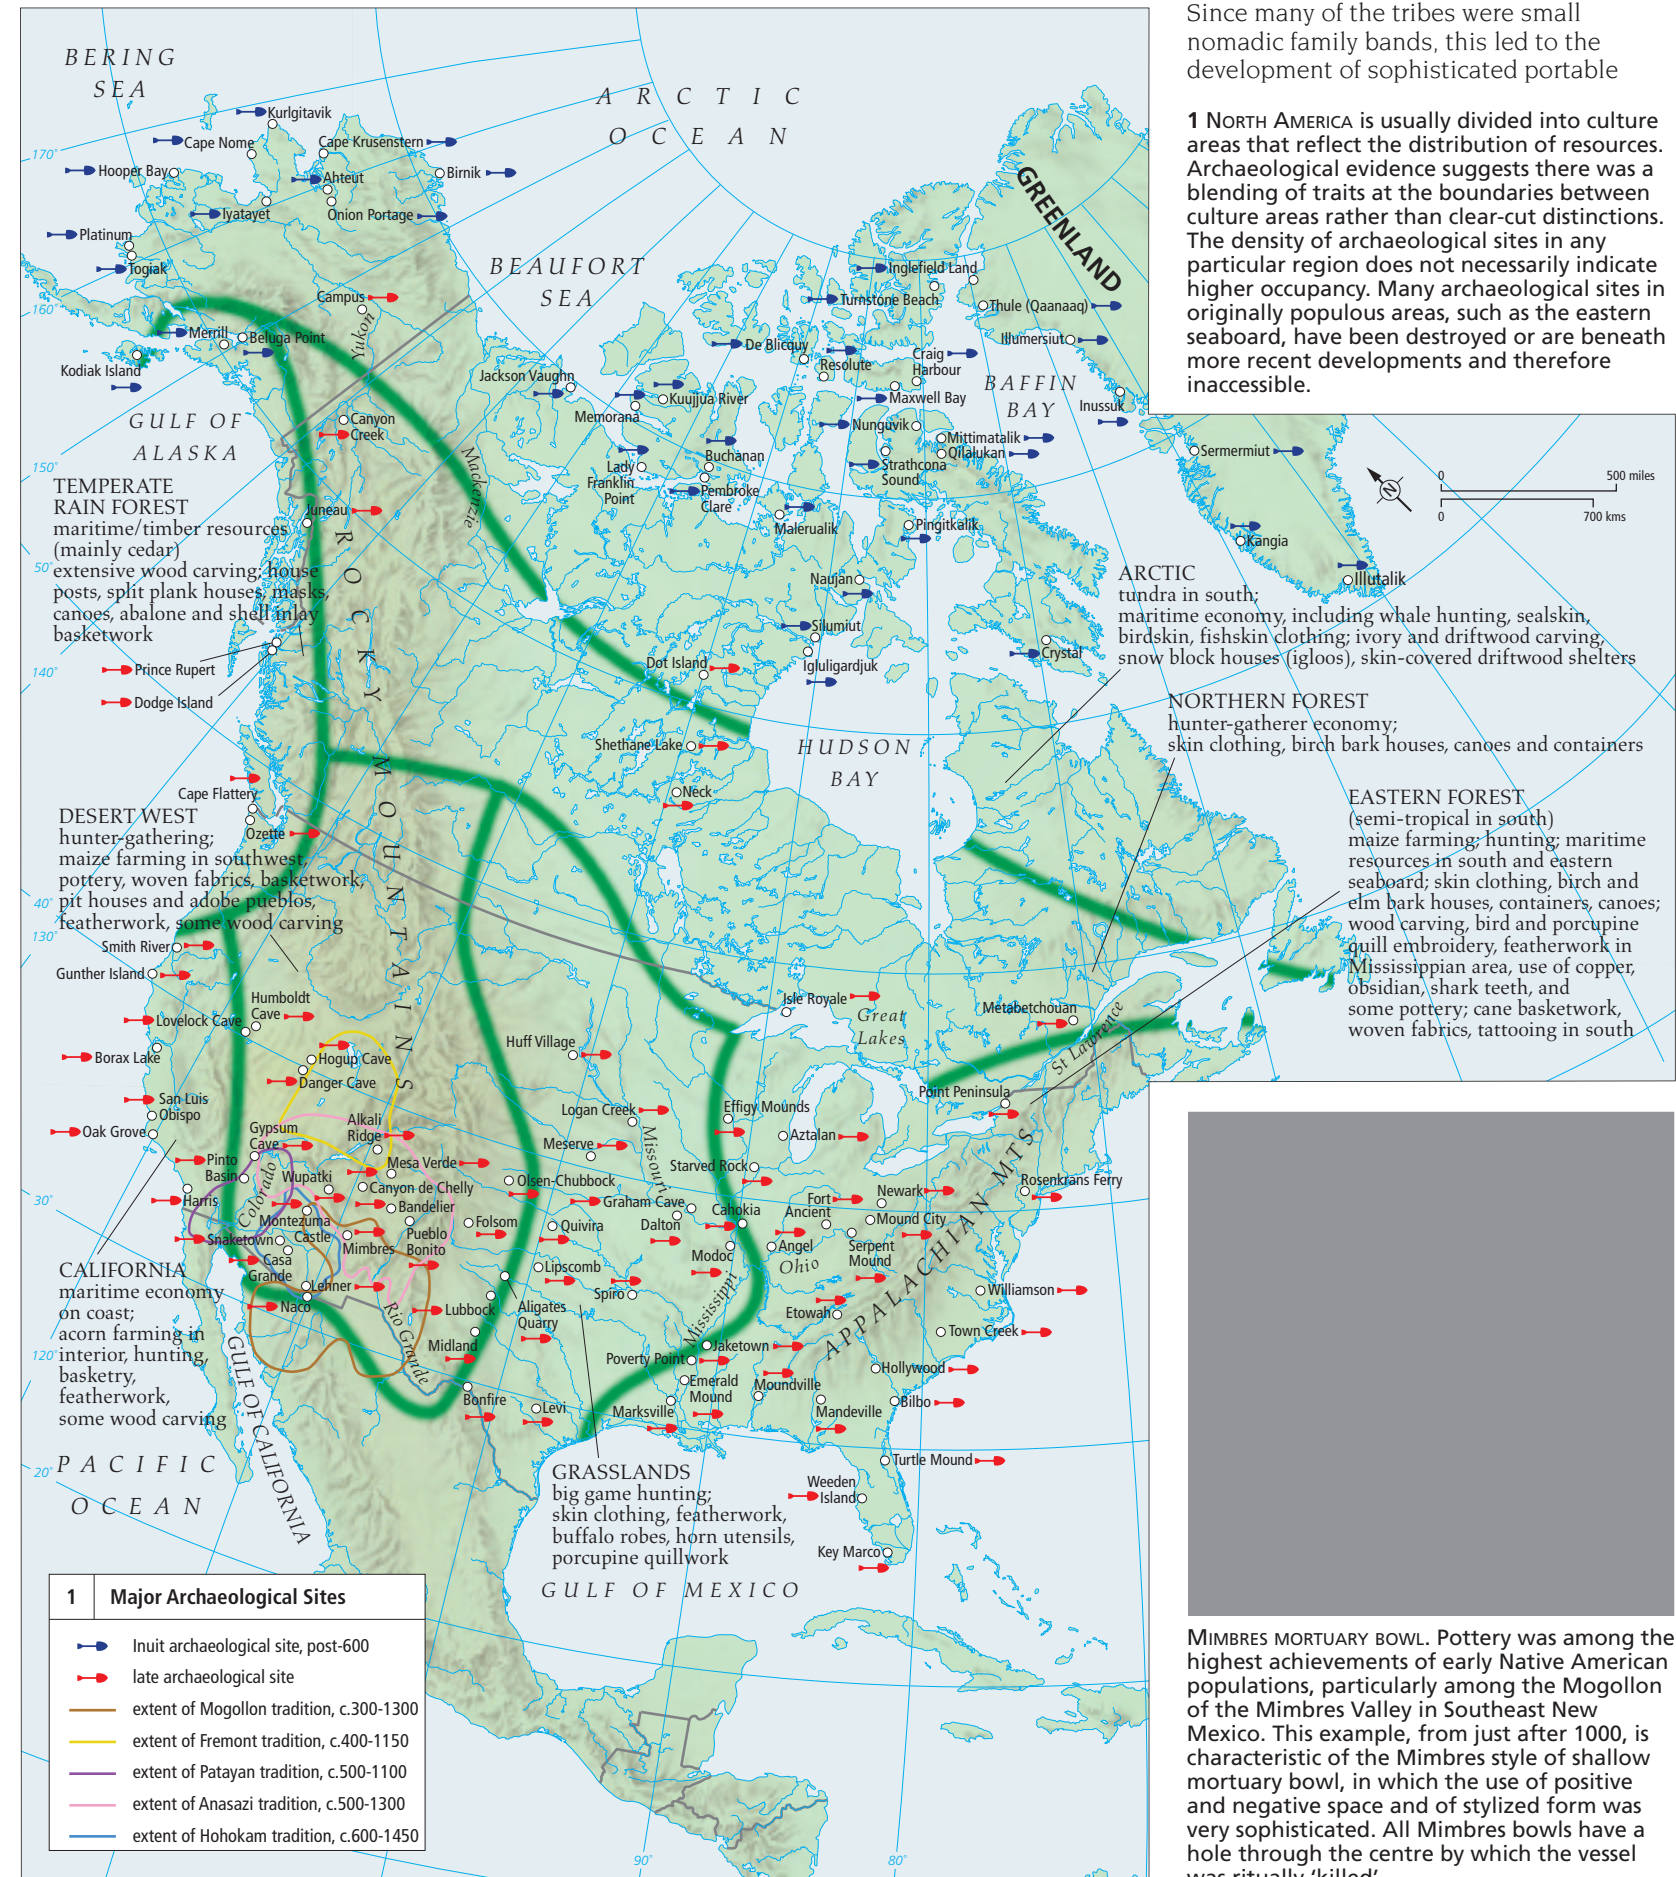 Since many of the tribes were small
nomadic family bands, this led to the
development of sophisticated portable
1 NORTH AMERICA is usually divided into culture
areas that reflect the distribution of resources.
Archaeological evidence suggests there was a
blending of traits at the boundaries between
culture areas rather than clear-cut distinctions.
The density of archaeological sites in any
particular region does not necessarily indicate
higher occupancy. Many archaeological sites in
originally populous areas, such as the eastern
seaboard, have been destroyed or are beneath
more recent developments and therefore
inaccessible.
BERING
SEA
ARCTIC
OCEAN
GREENLAND
BEAUFORT
SEA
BAFFIN
BAY
GULF OF
ALASKA
HUDSON
BAY
PACIFIC
OCEAN
GULF OF CALIFORNIA
GULF OF MEXICO
ROCKY MOUNTAINS
APPALACHIAN MTS
Great
Lakes
St Lawrence
Yukon
Mackenzie
Missouri
Mississippi
Ohio
Colorado
Rio Grande
170°
160°
150°
50°
140°
40°
130°
30°
120°
20°
90°
80°
N
0
500 miles
0
700 kms
Kurlgitavik
Cape Nome
Cape Krusenstern
Hooper Bay
Ahteut
Birnik
Iyatayet
Onion Portage
Platinum
Togiak
Campus
Merrill
Beluga Point
Kodiak Island
Canyon
Creek
Juneau
Inglefield Land
Turnstone Beach
Thule (Qaanaaq)
Illumersiut
De Blicquy
Resolute
Craig
Harbour
Jackson Vaughn
Memorana
Kuujjua River
Maxwell Bay
Inussuk
Nunguvik
Mittimatalik
Qilalukan
Sermermiut
Lady
Franklin
Point
Buchanan
Pembroke
Clare
Strathcona
Sound
Malerualik
Pingitkalik
Kangia
Illutalik
Naujan
Silumiut
Igluligardjuk
Crystal
Dot Island
Shethane Lake
Neck
TEMPERATE
RAIN FOREST
maritime/timber resources
(mainly cedar)
extensive wood carving; house
posts, split plank houses, masks,
canoes, abalone and shell inlay
basketwork
Prince Rupert
Dodge Island
ARCTIC
tundra in south;
maritime economy, including whale hunting, sealskin,
birdskin, fishskin clothing; ivory and driftwood carving,
snow block houses (igloos), skin-covered driftwood shelters
NORTHERN FOREST
hunter-gatherer economy;
skin clothing, birch bark houses, canoes and containers
EASTERN FOREST
(semi-tropical in south)
maize farming; hunting; maritime
resources in south and eastern
seaboard; skin clothing, birch and
elm bark houses, containers, canoes;
wood carving, bird and porcupine
quill embroidery, featherwork in
Mississippian area, use of copper,
obsidian, shark teeth, and
some pottery; cane basketwork,
woven fabrics, tattooing in south
Cape Flattery
Ozette
DESERT WEST
hunter-gathering;
maize farming in southwest,
pottery, woven fabrics, basketwork,
pit houses and adobe pueblos,
featherwork, some wood carving
Smith River
Gunther Island
Humboldt
Cave
Lovelock Cave
Borax Lake
Hogup Cave
Danger Cave
San Luis
Obispo
Oak Grove
Gypsum
Cave
Alkali
Ridge
Pinto
Basin
Wupatki
Mesa Verde
Canyon de Chelly
Harris
Bandelier
Montezuma
Castle
Snaketown
Casa
Grande
Mimbres
Pueblo
Bonito
Folsom
Lehner
Naco
Lubbock
Midland
Bonfire
Levi
Aligates
Quarry
Lipscomb
Quivira
Olsen-Chubbock
Huff Village
Logan Creek
Meserve
Graham Cave
Dalton
Spiro
Isle Royale
Metabetchouan
Point Peninsula
Effigy Mounds
Aztalan
Starved Rock
Cahokia
Modoc
Angel
Fort
Ancient
Newark
Mound City
Serpent
Mound
Rosenkrans Ferry
Williamson
Town Creek
Etowah
Hollywood
Bilbo
Jaketown
Poverty Point
Emerald
Mound
Moundville
Marksville
Mandeville
Turtle Mound
Weeden
Island
Key Marco
CALIFORNIA
maritime economy
on coast;
acorn farming in
interior, hunting,
basketry,
featherwork,
some wood carving
GRASSLANDS
big game hunting;
skin clothing, featherwork,
buffalo robes, horn utensils,
porcupine quillwork
1 Major Archaeological Sites
Inuit archaeological site, post-600
late archaeological site
extent of Mogollon tradition, c.300-1300
extent of Fremont tradition, c.400-1150
extent of Patayan tradition, c.500-1100
extent of Anasazi tradition, c.500-1300
extent of Hohokam tradition, c.600-1450
MIMBRES MORTUARY BOWL. Pottery was among the
highest achievements of early Native American
populations, particularly among the Mogollon
of the Mimbres Valley in Southeast New
Mexico. This example, from just after 1000, is
characteristic of the Mimbres style of shallow
mortuary bowl, in which the use of positive
and negative space and of stylized form was
very sophisticated. All Mimbres bowls have a
hole through the centre by which the vessel
was ritually 'killed'